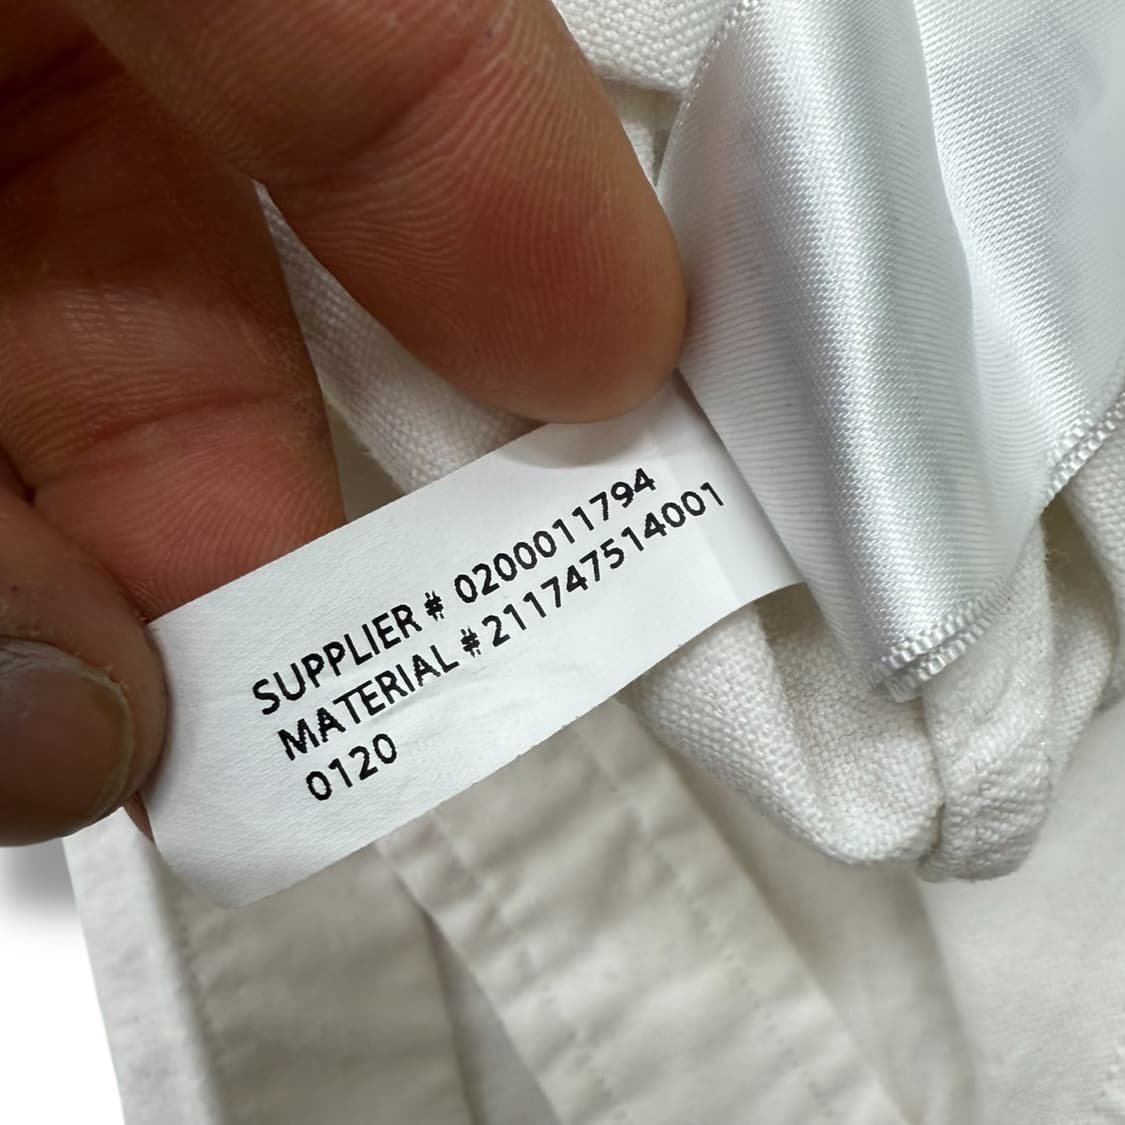 SUPPLIER # 0200011794
MATERIAL # 211747514001
0120